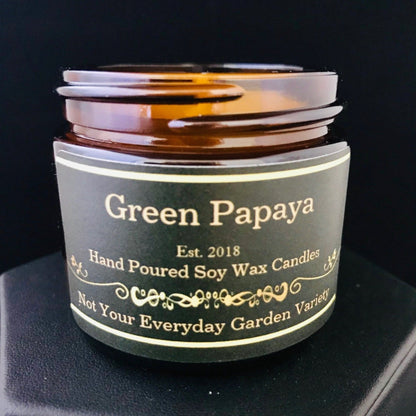 Green Papaya
Est. 2018
Hand Poured Soy Wax Candles
Not Your Everyday Garden Variety